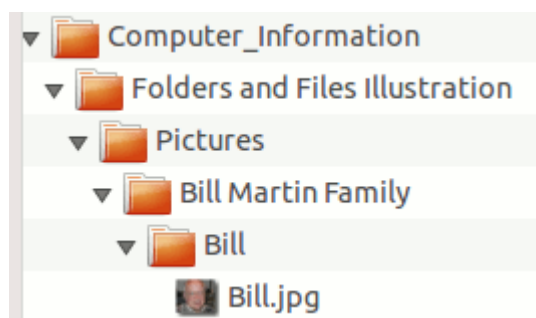 Computer_Information
Folders and Files Illustration
Pictures
Bill Martin Family
Bill
Bill.jpg